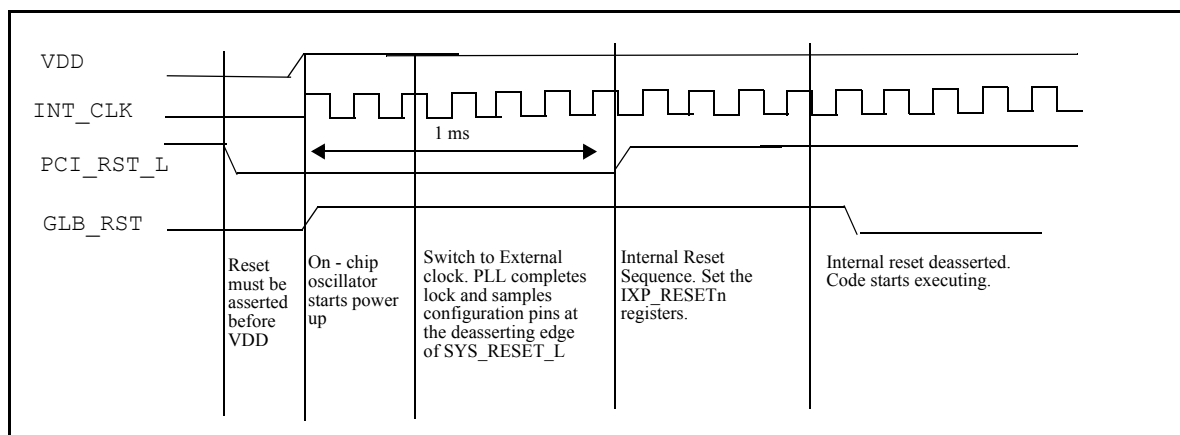 VDD
INT_CLK
1 ms
PCI_RST_L
GLB_RST
Reset
must be
asserted
before
VDD
On - chip
oscillator
starts power
up
Switch to External
clock. PLL completes
lock and samples
configuration pins at
the deasserting edge
of SYS_RESET_L
Internal Reset
Sequence. Set the
IXP_RESETn
registers.
Internal reset deasserted.
Code starts executing.